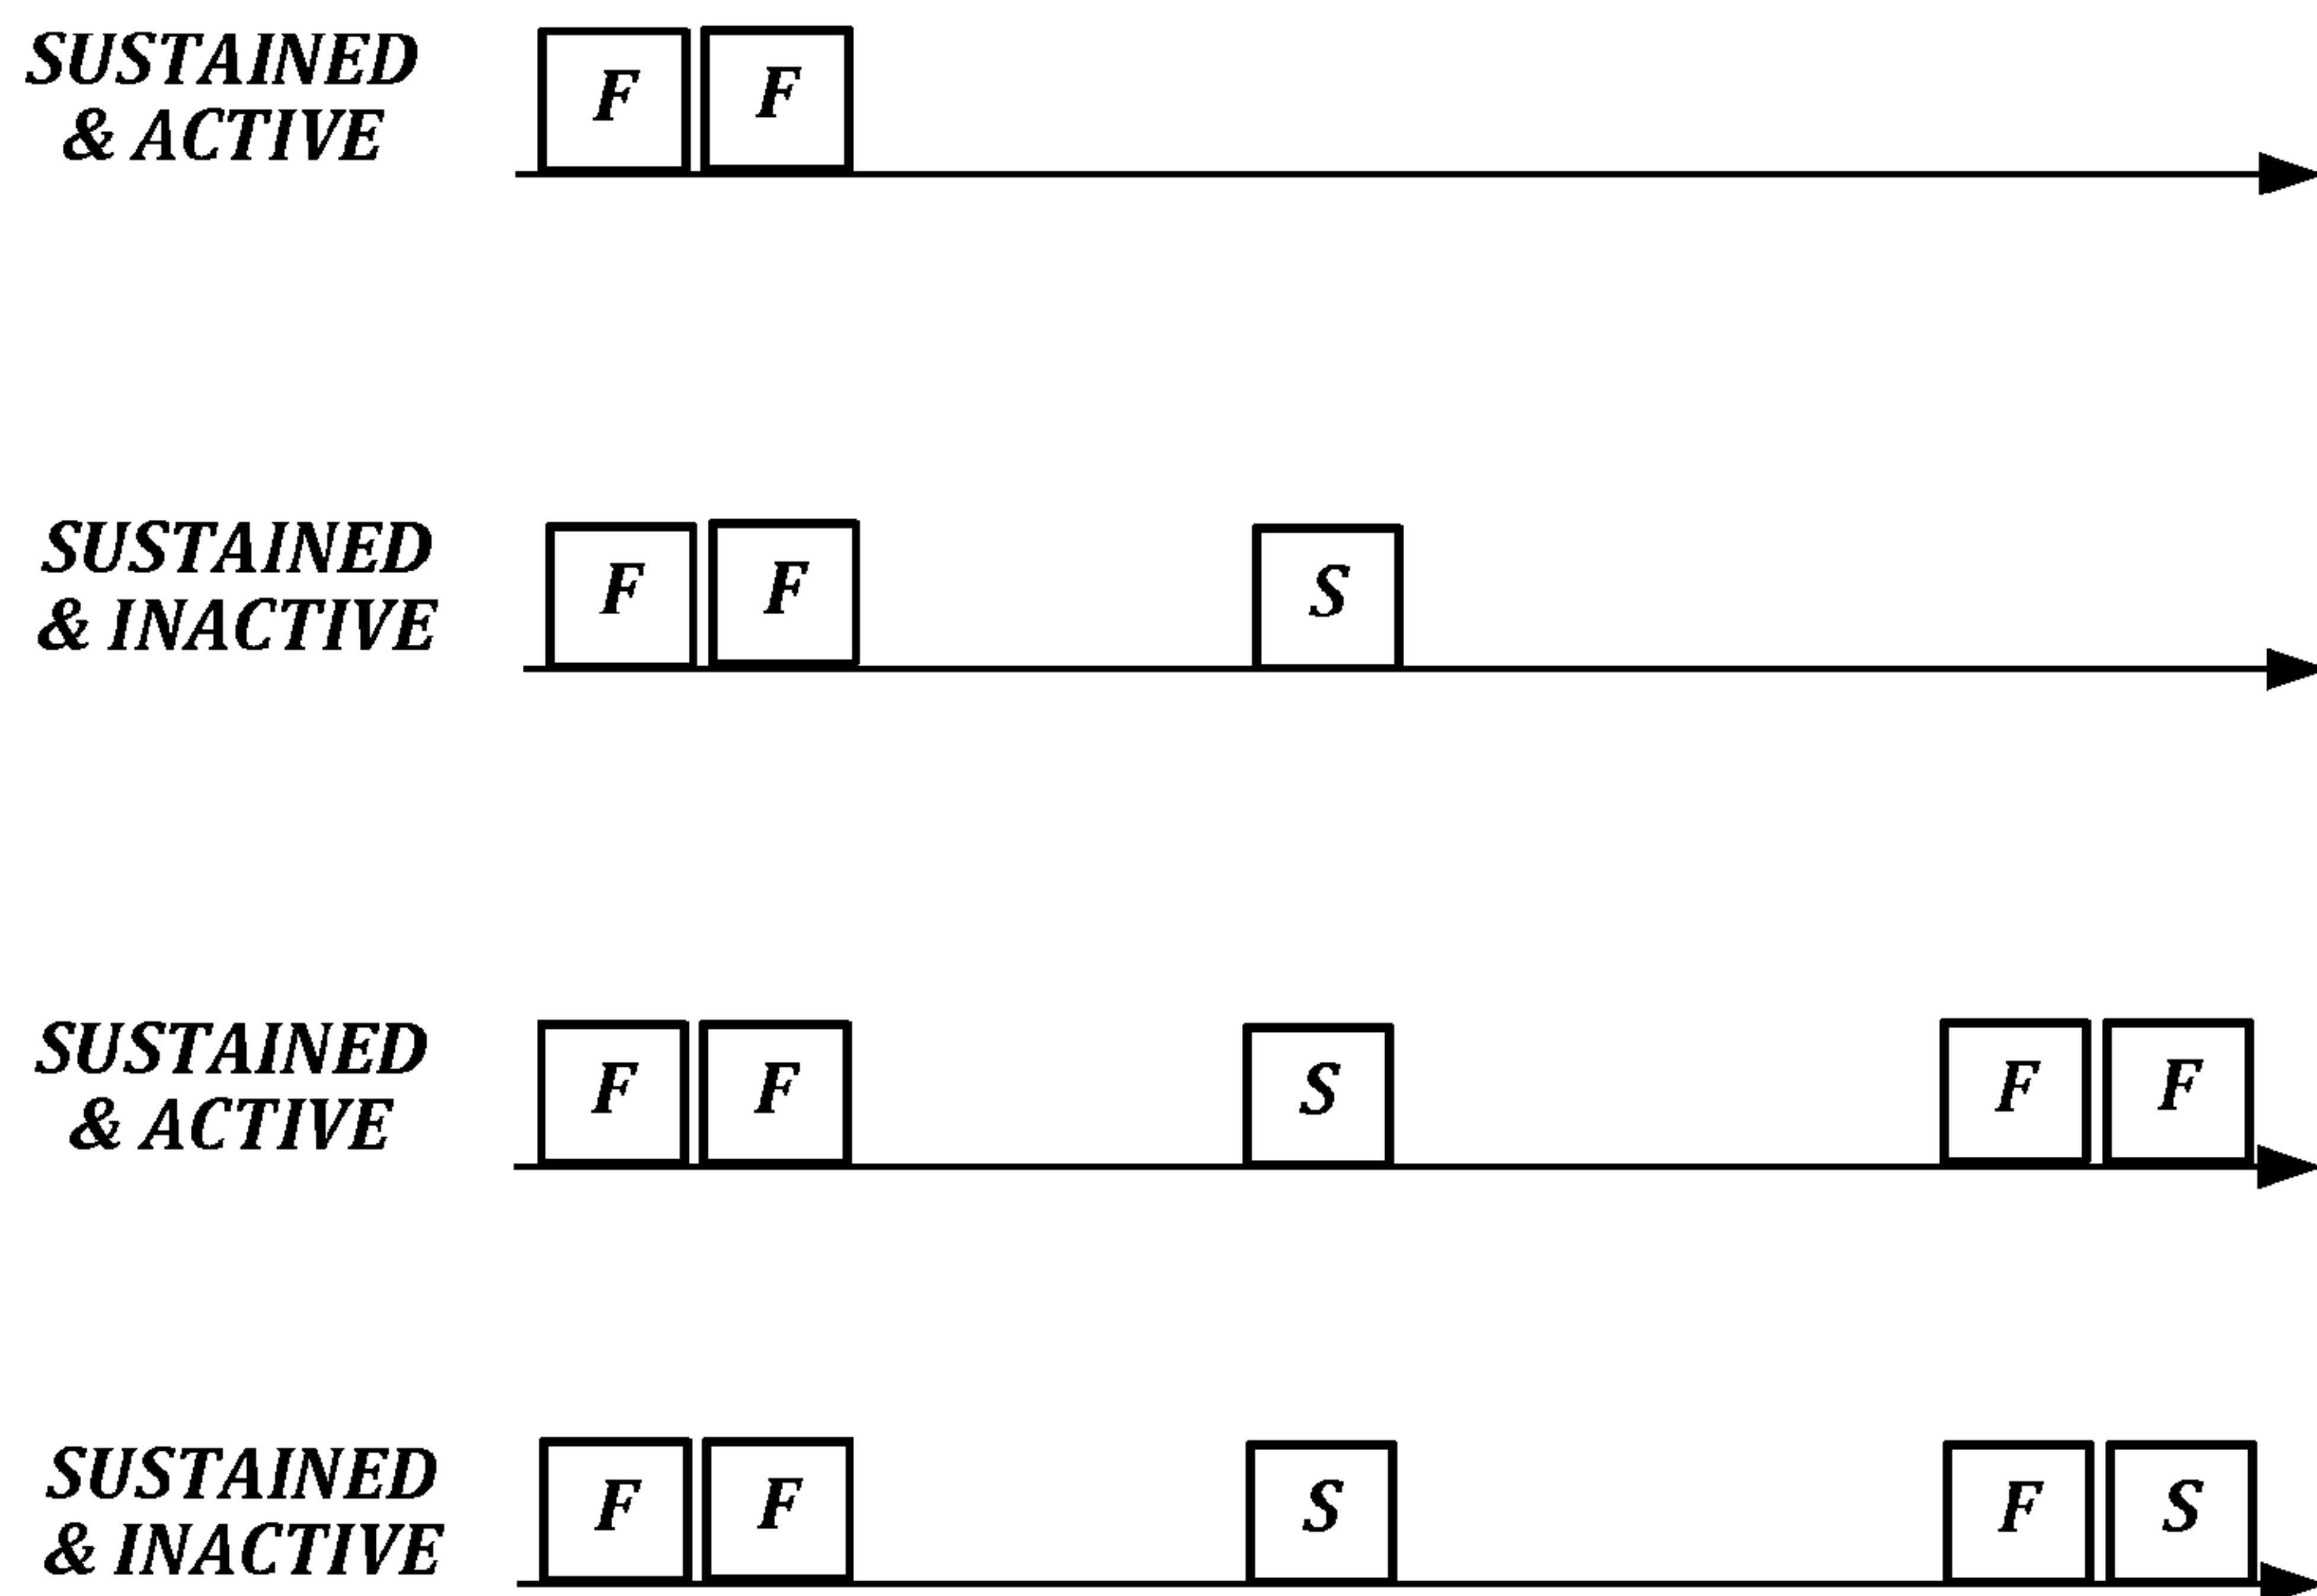 SUSTAINED
& ACTIVE
F F
SUSTAINED
& INACTIVE
F F S
SUSTAINED
& ACTIVE
F F S F F
SUSTAINED
& INACTIVE
F F S F S